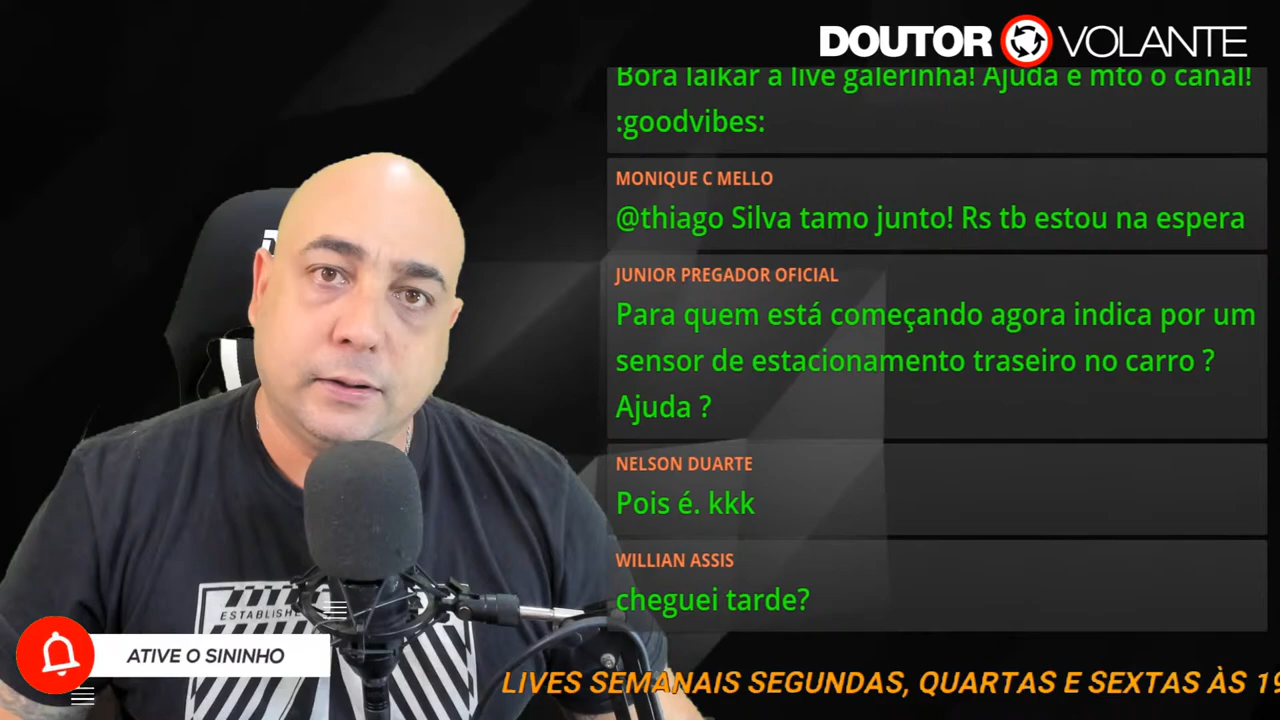 DOUTOR VOLANTE
Bora laikar a live galerinha! Ajuda e mto o canal!
:goodvibes:
MONIQUE C MELLO
@thiago Silva tamo junto! Rs tb estou na espera
JUNIOR PREGADOR OFICIAL
Para quem está começando agora indica por um
sensor de estacionamento traseiro no carro ?
Ajuda ?
NELSON DUARTE
Pois é. kkk
WILLIAN ASSIS
cheguei tarde?
ESTABLISHE
ATIVE O SININHO
LIVES SEMANAIS SEGUNDAS, QUARTAS E SEXTAS ÀS 19